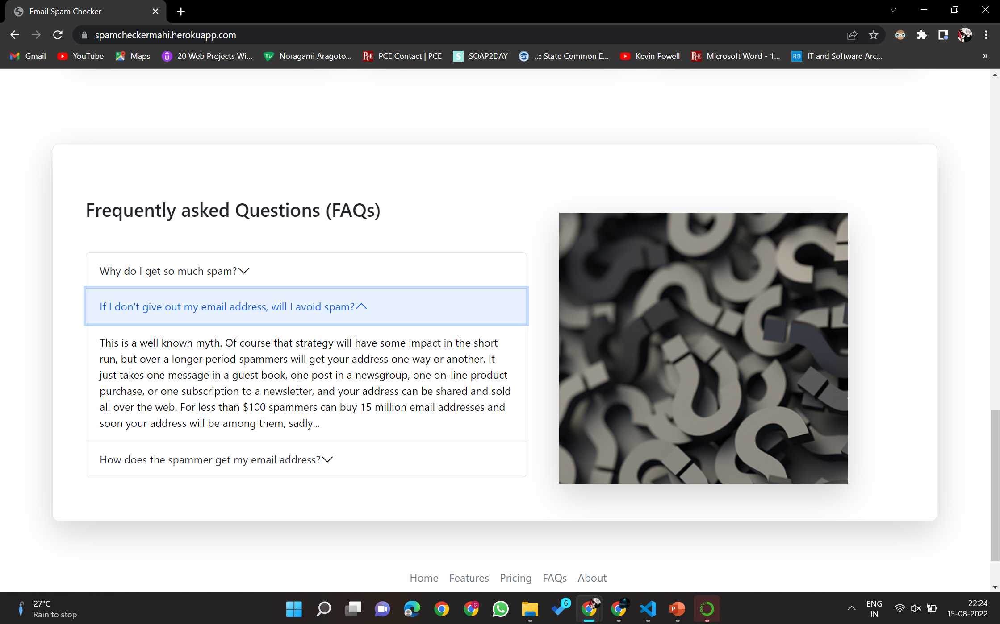 Email Spam Checker
spamcheckermahi.herokuapp.com
Gmail YouTube Maps 20 Web Projects Wi... Noragami Aragoto... PCE Contact | PCE SOAP2DAY ..:: State Common E... Kevin Powell Microsoft Word - 1... IT and Software Arc... »
Frequently asked Questions (FAQs)
Why do I get so much spam?
If I don't give out my email address, will I avoid spam?
This is a well known myth. Of course that strategy will have some impact in the short
run, but over a longer period spammers will get your address one way or another. It
just takes one message in a guest book, one post in a newsgroup, one on-line product
purchase, or one subscription to a newsletter, and your address can be shared and sold
all over the web. For less than $100 spammers can buy 15 million email addresses and
soon your address will be among them, sadly...
How does the spammer get my email address?
Home Features Pricing FAQs About
27°C
Rain to stop
6
ENG
IN
22:24
15-08-2022